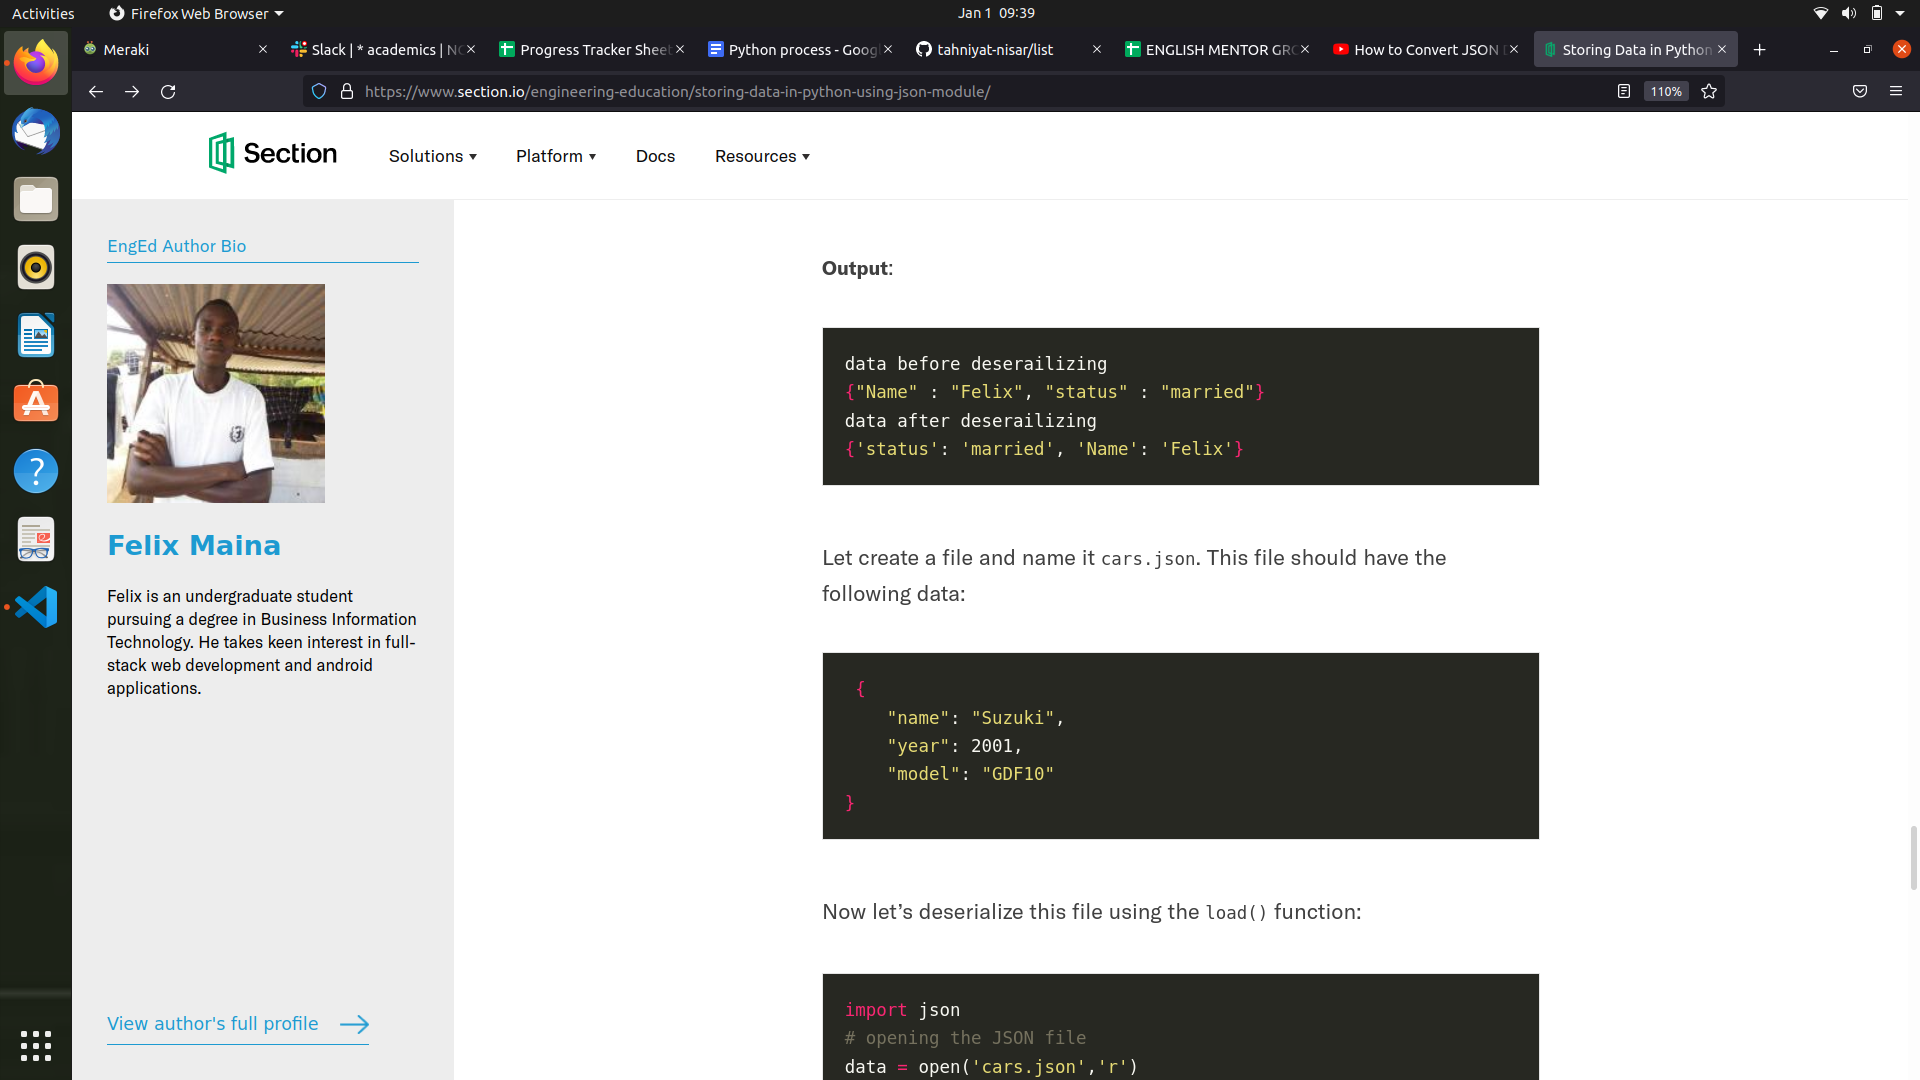 Activities
Firefox Web Browser
Jan 1 09:39
Meraki
Slack | * academics | NG
Progress Tracker Sheet
Python process - Googl
tahniyat-nisar/list
ENGLISH MENTOR GRO
How to Convert JSON D
Storing Data in Python
https://www.section.io/engineering-education/storing-data-in-python-using-json-module/
110%
Section
Solutions
Platform
Docs
Resources
EngEd Author Bio
Felix Maina
Felix is an undergraduate student
pursuing a degree in Business Information
Technology. He takes keen interest in full-
stack web development and android
applications.
View author's full profile
Output:
data before deserailizing
{"Name" : "Felix", "status" : "married"}
data after deserailizing
{'status': 'married', 'Name': 'Felix'}
Let create a file and name it cars.json. This file should have the
following data:
{
"name": "Suzuki",
"year": 2001,
"model": "GDF10"
}
Now let’s deserialize this file using the load() function:
import json
# opening the JSON file
data = open('cars.json','r')